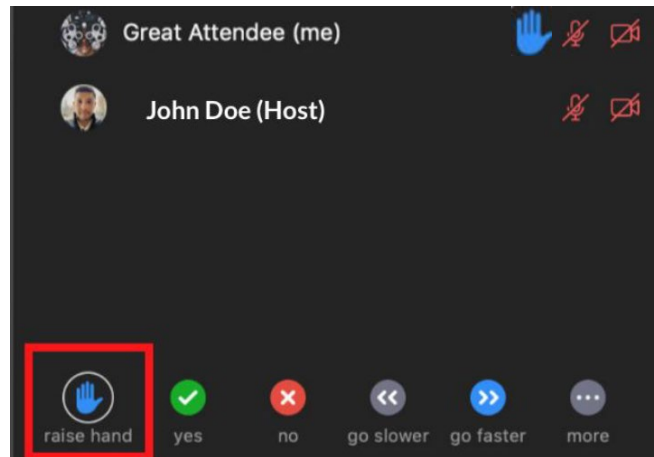 Great Attendee (me)
John Doe (Host)
raise hand yes no go slower go faster more